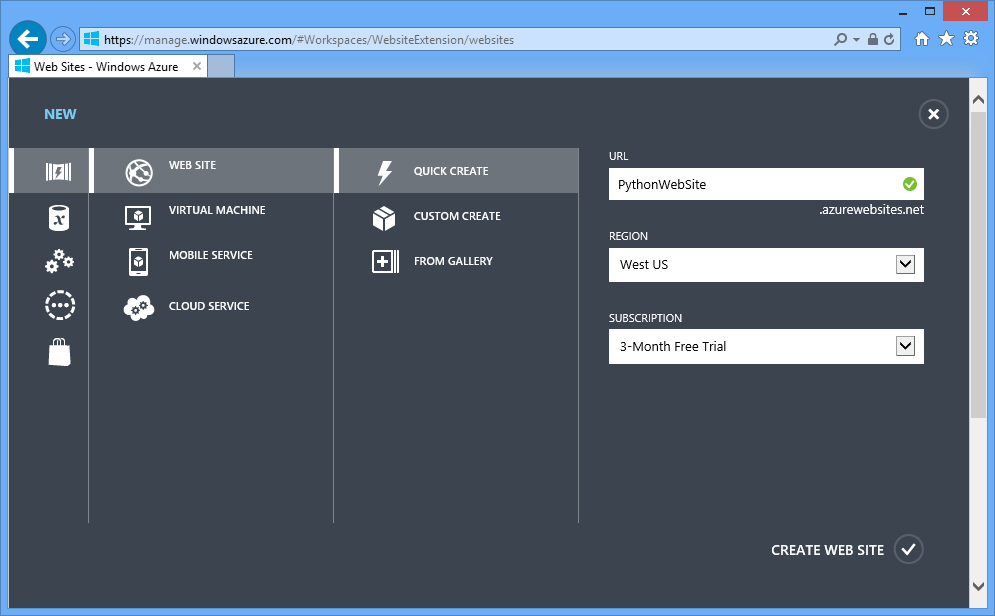 https://manage.windowsazure.com/#Workspaces/WebsiteExtension/websites
Web Sites - Windows Azure
NEW
WEB SITE
VIRTUAL MACHINE
MOBILE SERVICE
CLOUD SERVICE
QUICK CREATE
CUSTOM CREATE
FROM GALLERY
URL
PythonWebSite
.azurewebsites.net
REGION
West US
SUBSCRIPTION
3-Month Free Trial
CREATE WEB SITE